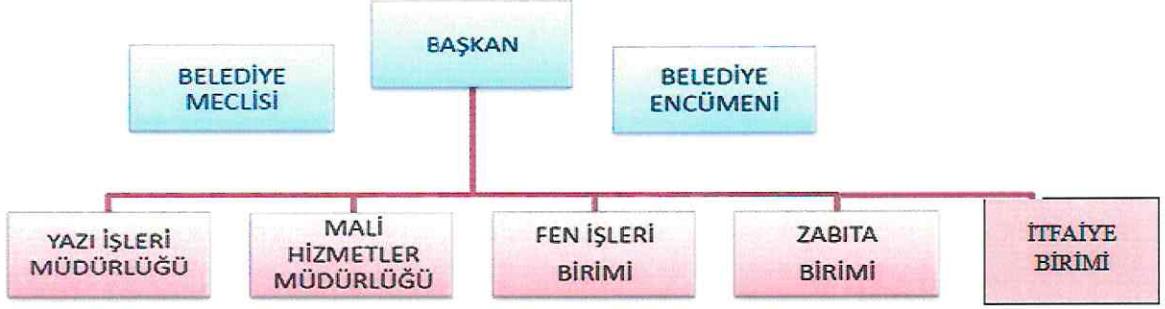 BAŞKAN
BELEDİYE
MECLİSİ
BELEDİYE
ENCÜMENİ
YAZI İŞLERİ
MÜDÜRLÜĞÜ
MALİ
HİZMETLER
MÜDÜRLÜĞÜ
FEN İŞLERİ
BİRİMİ
ZABITA
BİRİMİ
İTFAİYE
BİRİMİ